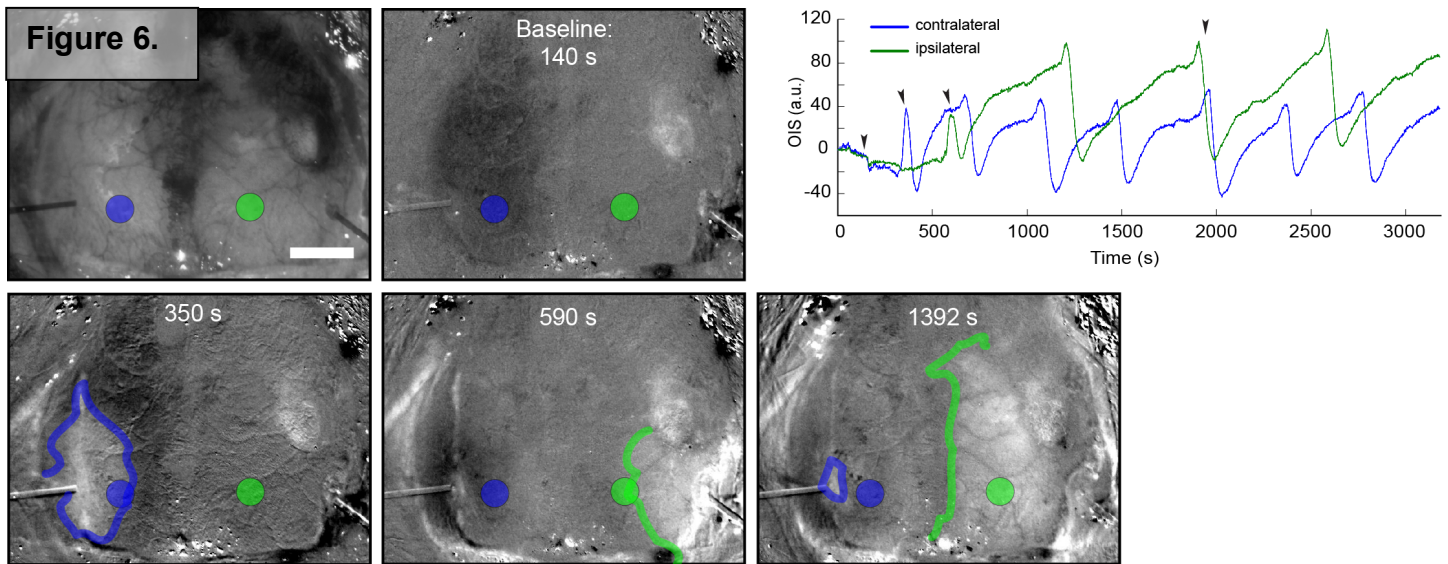 Figure 6.
Baseline:
140 s
contralateral
ipsilateral
OIS (a.u.)
120
80
40
0
-40
0
500
1000
1500
2000
2500
3000
Time (s)
350 s
590 s
1392 s